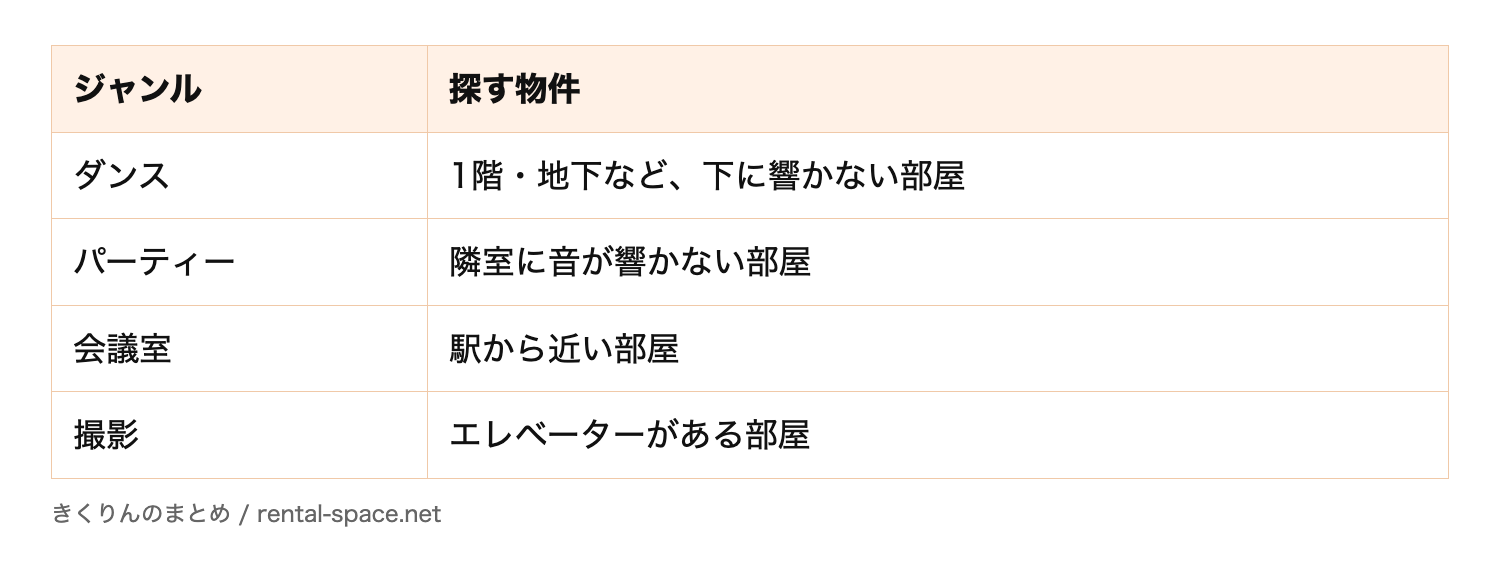 ジャンル 探す物件
ダンス 1階・地下など、下に響かない部屋
パーティー 隣室に音が響かない部屋
会議室 駅から近い部屋
撮影 エレベーターがある部屋
きくりんのまとめ / rental-space.net